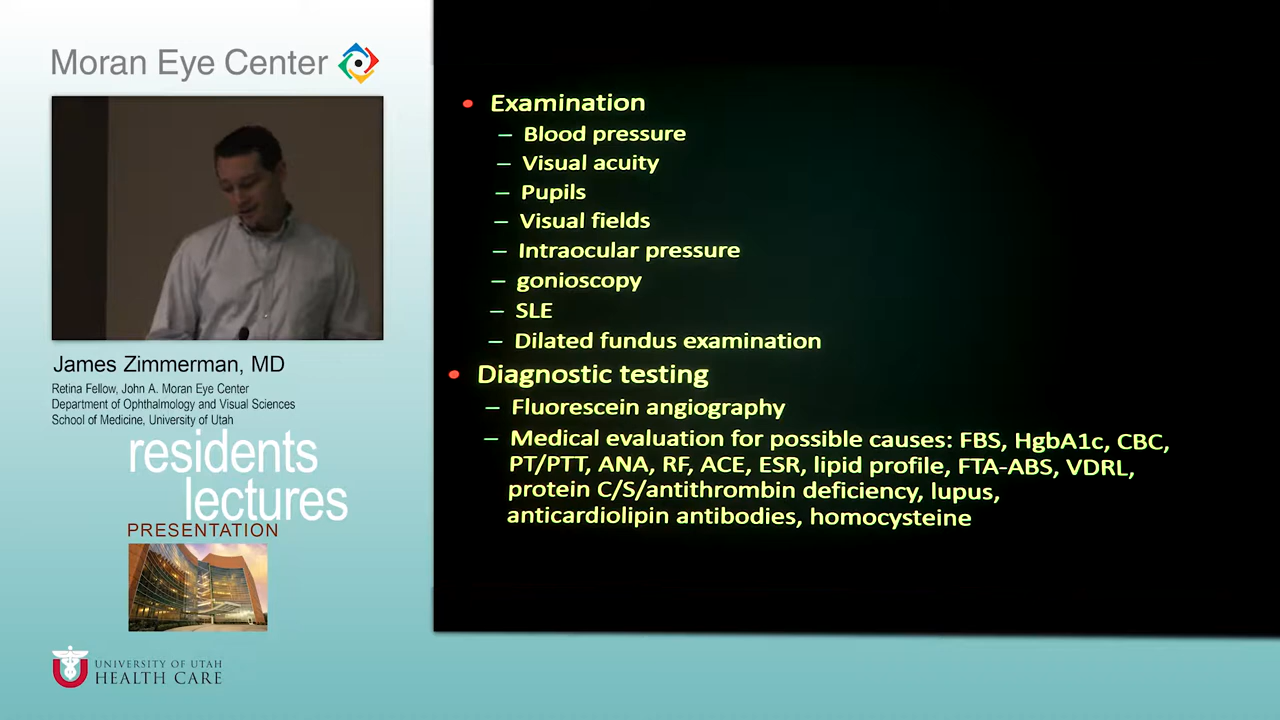 Moran Eye Center
James Zimmerman, MD
Retina Fellow, John A. Moran Eye Center
Department of Ophthalmology and Visual Sciences
School of Medicine, University of Utah
residents
lectures
PRESENTATION
UNIVERSITY OF UTAH
HEALTH CARE
• Examination
– Blood pressure
– Visual acuity
– Pupils
– Visual fields
– Intraocular pressure
– gonioscopy
– SLE
– Dilated fundus examination
• Diagnostic testing
– Fluorescein angiography
– Medical evaluation for possible causes: FBS, HgbA1c, CBC,
PT/PTT, ANA, RF, ACE, ESR, lipid profile, FTA-ABS, VDRL,
protein C/S/antithrombin deficiency, lupus,
anticardiolipin antibodies, homocysteine